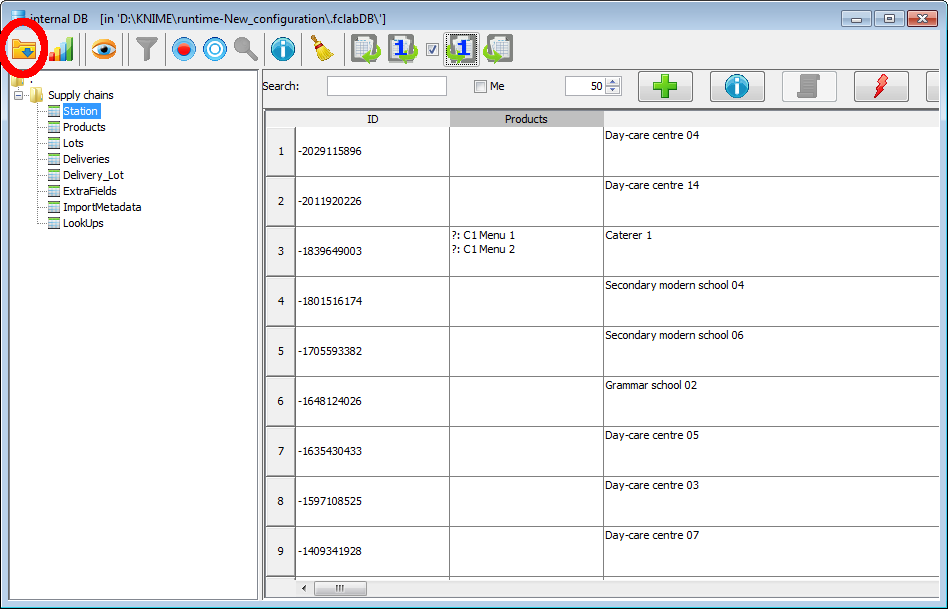 internal DB   [in 'D:\KNIME\runtime-New_configuration\.fclabDB\']
1
1
.
Supply chains
Station
Products
Lots
Deliveries
Delivery_Lot
ExtraFields
ImportMetadata
LookUps
Search:
Me
50
ID Products
1 -2029115896 Day-care centre 04
2 -2011920226 Day-care centre 14
3 -1839649003 ?: C1 Menu 1 Caterer 1
?: C1 Menu 2
4 -1801516174 Secondary modern school 04
5 -1705593382 Secondary modern school 06
6 -1648124026 Grammar school 02
7 -1635430433 Day-care centre 05
8 -1597108525 Day-care centre 03
9 -1409341928 Day-care centre 07